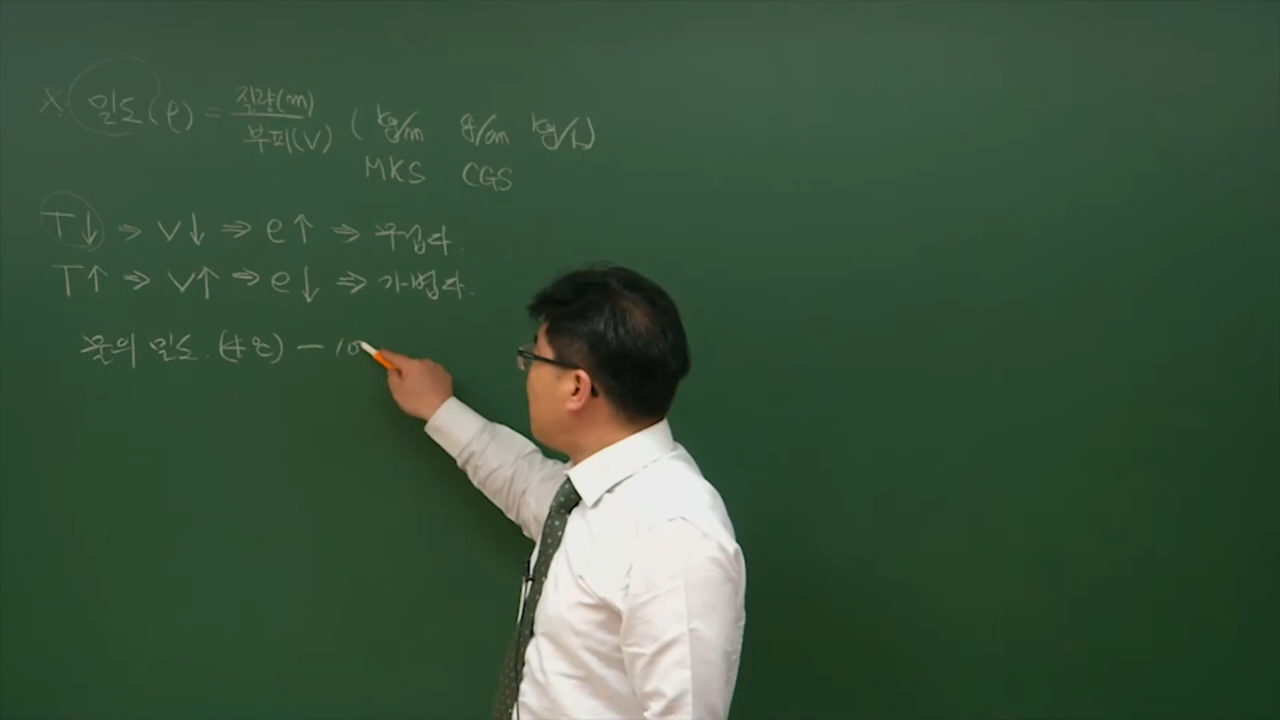 ※ 밀도(ρ) = 질량(m) / 부피(V) ( kg/m g/cm kg/L)
MKS CGS
T↓ ⇒ V↓ ⇒ ρ↑ ⇒ 무겁다.
T↑ ⇒ V↑ ⇒ ρ↓ ⇒ 가볍다.
물의 밀도. (4℃) — 10